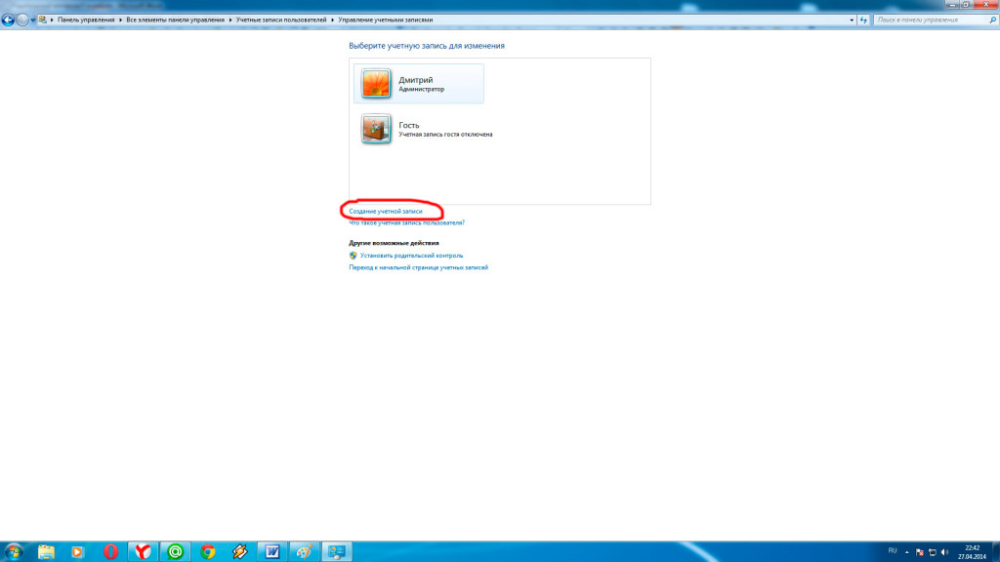 Панель управления ▸ Все элементы панели управления ▸ Учетные записи пользователей ▸ Управление учетными записями
Поиск в панели управления
Выберите учетную запись для изменения
Дмитрий
Администратор
Гость
Учетная запись гостя отключена
Создание учетной записи
Что такое учетная запись пользователя?
Другие возможные действия
Установить родительский контроль
Переход к начальной странице учетных записей
RU
22:42
27.04.2014